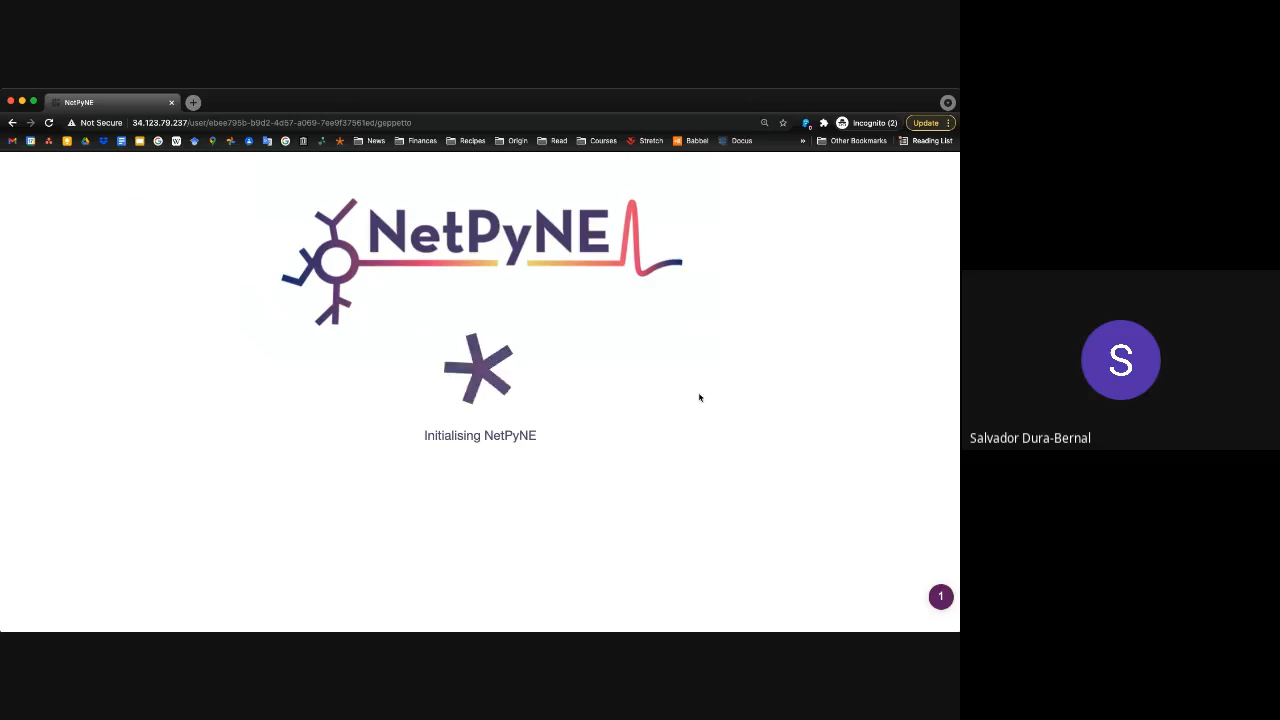 NetPyNE
Not Secure
34.123.79.237/user/ebee795b-b9d2-4d57-a069-7ee9f37561ed/geppetto
Incognito (2)
Update
News
Finances
Recipes
Origin
Read
Courses
Stretch
Babbel
Docus
»
Other Bookmarks
Reading List
NetPyNE
Initialising NetPyNE
1
S
Salvador Dura-Bernal